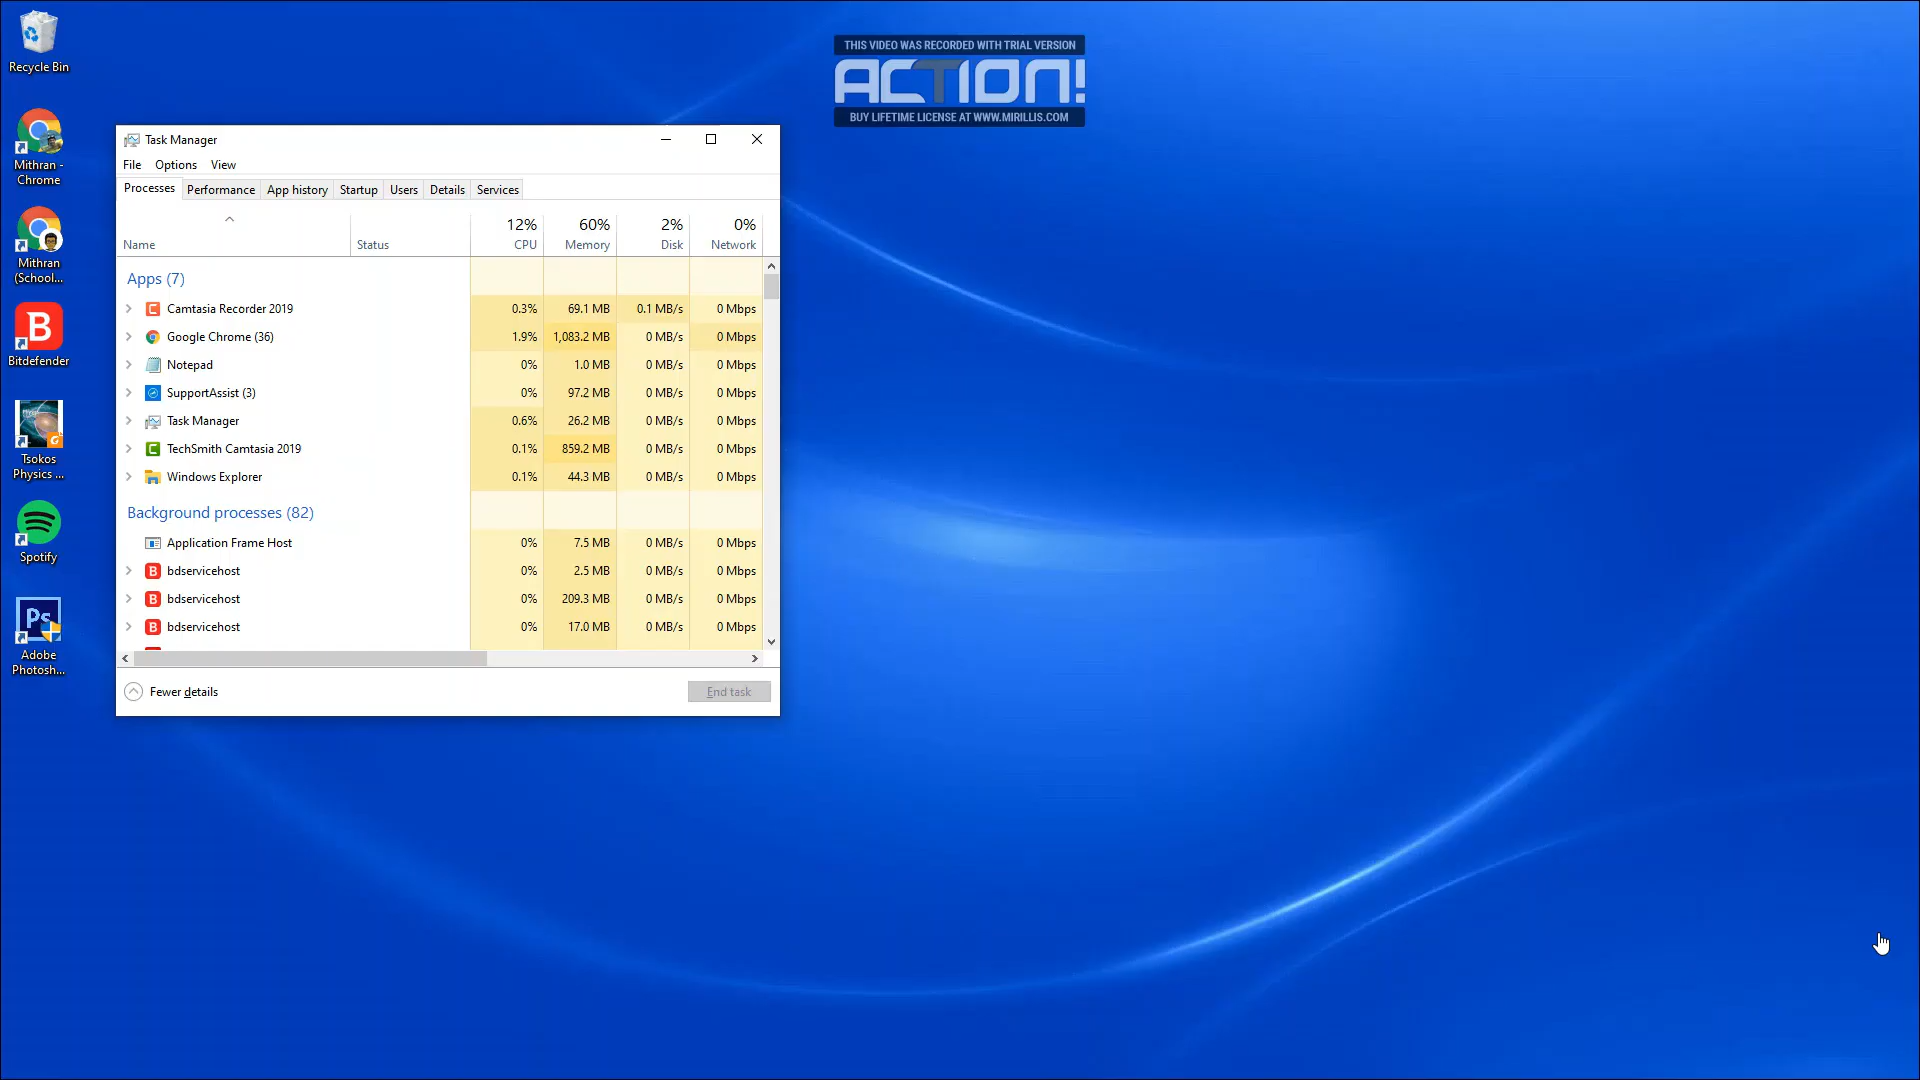 Recycle Bin
Mithran -
Chrome
Mithran
(School...
Bitdefender
Tsokos
Physics ...
Spotify
Ps
Adobe
Photosh...
THIS VIDEO WAS RECORDED WITH TRIAL VERSION
ACTION!
BUY LIFETIME LICENSE AT WWW.MIRILLIS.COM
Task Manager
File Options View
Processes Performance App history Startup Users Details Services
12% 60% 2% 0%
Name Status CPU Memory Disk Network
Apps (7)
Camtasia Recorder 2019 0.3% 69.1 MB 0.1 MB/s 0 Mbps
Google Chrome (36) 1.9% 1,083.2 MB 0 MB/s 0 Mbps
Notepad 0% 1.0 MB 0 MB/s 0 Mbps
SupportAssist (3) 0% 97.2 MB 0 MB/s 0 Mbps
Task Manager 0.6% 26.2 MB 0 MB/s 0 Mbps
TechSmith Camtasia 2019 0.1% 859.2 MB 0 MB/s 0 Mbps
Windows Explorer 0.1% 44.3 MB 0 MB/s 0 Mbps
Background processes (82)
Application Frame Host 0% 7.5 MB 0 MB/s 0 Mbps
bdservicehost 0% 2.5 MB 0 MB/s 0 Mbps
bdservicehost 0% 209.3 MB 0 MB/s 0 Mbps
bdservicehost 0% 17.0 MB 0 MB/s 0 Mbps
Fewer details End task